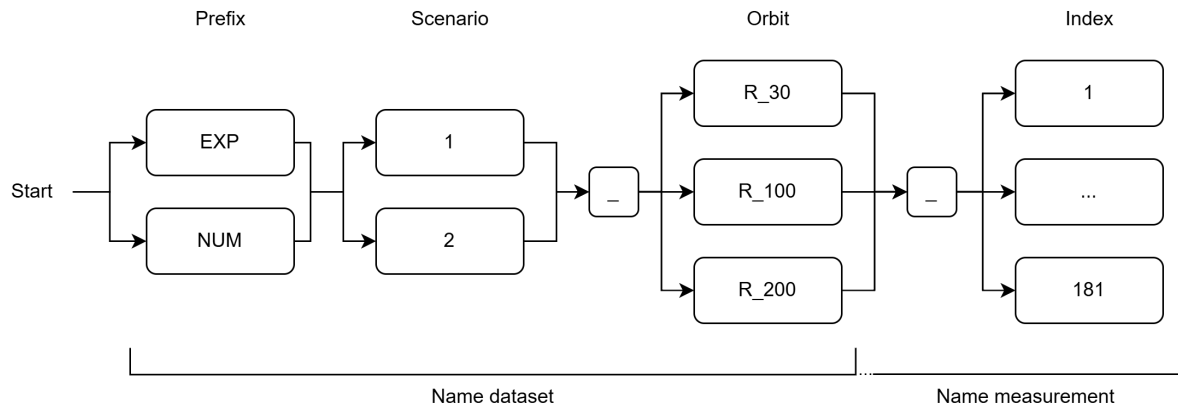 Prefix
Scenario
Orbit
Index
Start
EXP
NUM
1
2
_
R_30
R_100
R_200
_
1
...
181
Name dataset
Name measurement